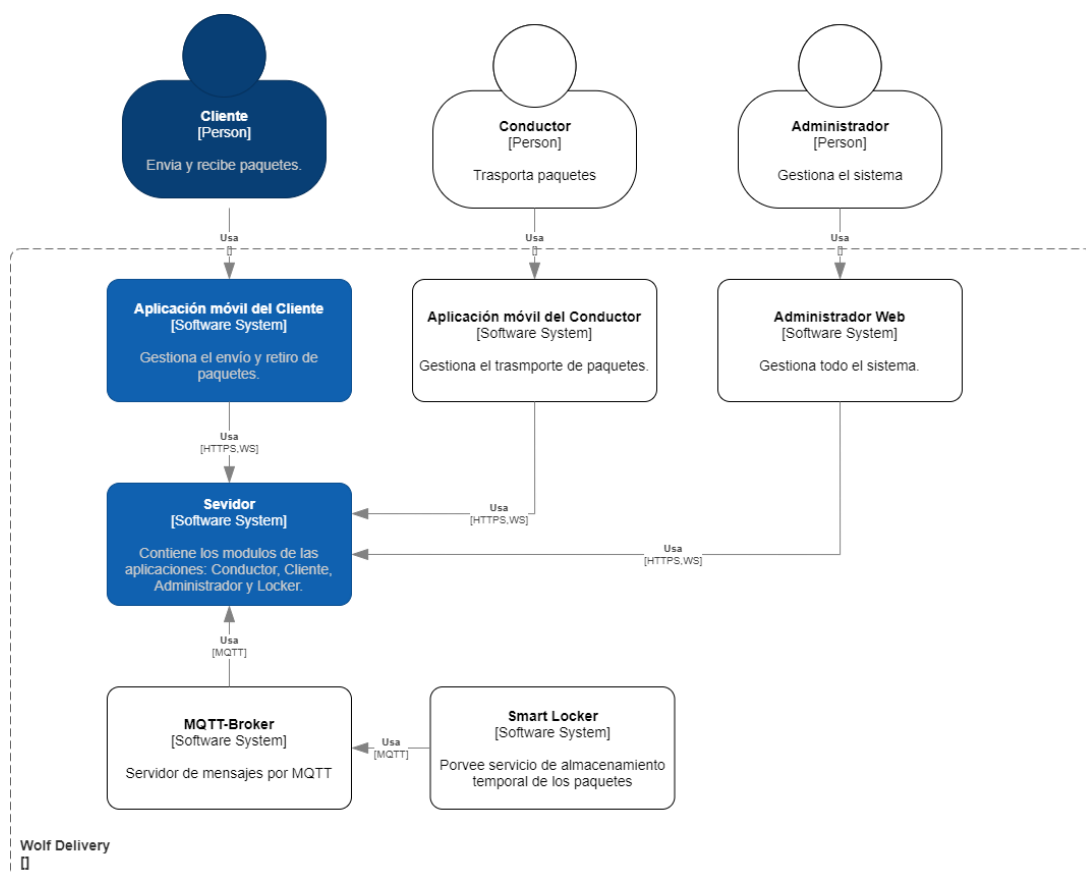 Cliente
[Person]
Envia y recibe paquetes.
Conductor
[Person]
Trasporta paquetes
Administrador
[Person]
Gestiona el sistema
Usa
[]
Usa
[]
Usa
[]
Aplicación móvil del Cliente
[Software System]
Gestiona el envío y retiro de
paquetes.
Aplicación móvil del Conductor
[Software System]
Gestiona el trasmporte de paquetes.
Administrador Web
[Software System]
Gestiona todo el sistema.
Usa
[HTTPS,WS]
Sevidor
[Software System]
Contiene los modulos de las
aplicaciones: Conductor, Cliente,
Administrador y Locker.
Usa
[HTTPS,WS]
Usa
[HTTPS,WS]
Usa
[MQTT]
MQTT-Broker
[Software System]
Servidor de mensajes por MQTT
Usa
[MQTT]
Smart Locker
[Software System]
Porvee servicio de almacenamiento
temporal de los paquetes
Wolf Delivery
[]